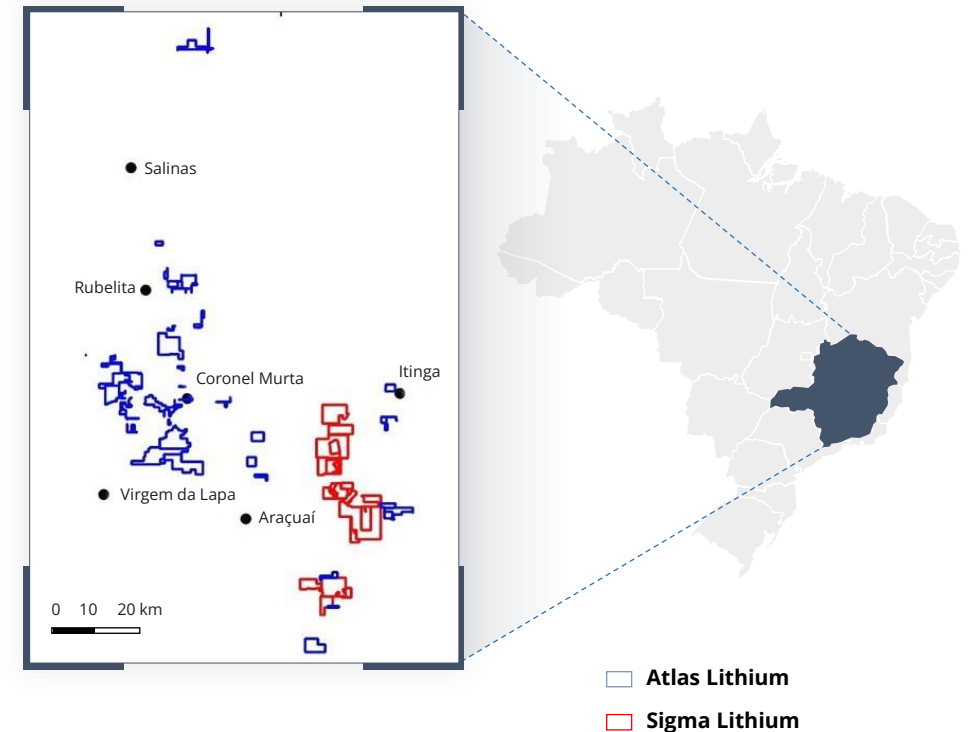 Salinas
Rubelita
Coronel Murta
Itinga
Virgem da Lapa
Araçuaí
0 10 20 km
Atlas Lithium
Sigma Lithium